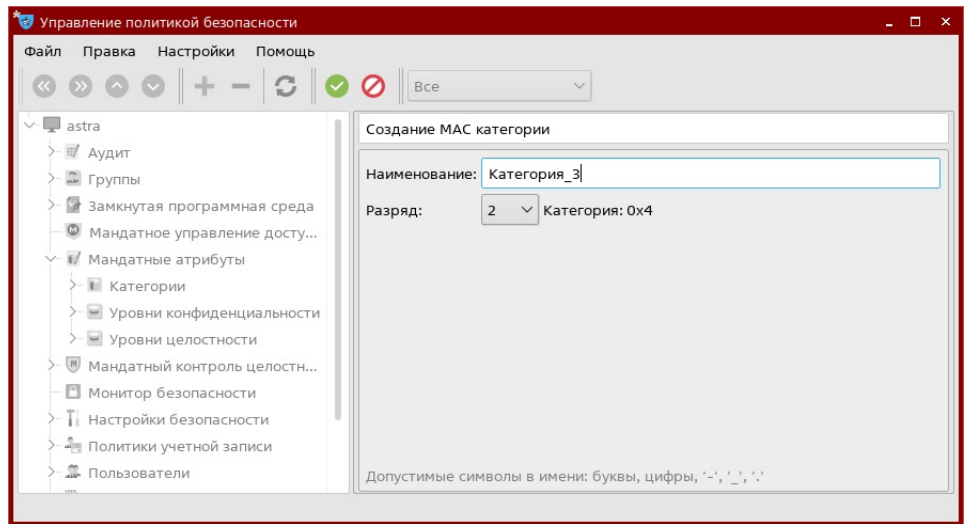 Управление политикой безопасности
Файл Правка Настройки Помощь
Все
astra
Аудит
Группы
Замкнутая программная среда
Мандатное управление досту...
Мандатные атрибуты
Категории
Уровни конфиденциальности
Уровни целостности
Мандатный контроль целостн...
Монитор безопасности
Настройки безопасности
Политики учетной записи
Пользователи
Создание МАС категории
Наименование: Категория_3
Разряд: 2 Категория: 0x4
Допустимые символы в имени: буквы, цифры, '-', '_', '.'